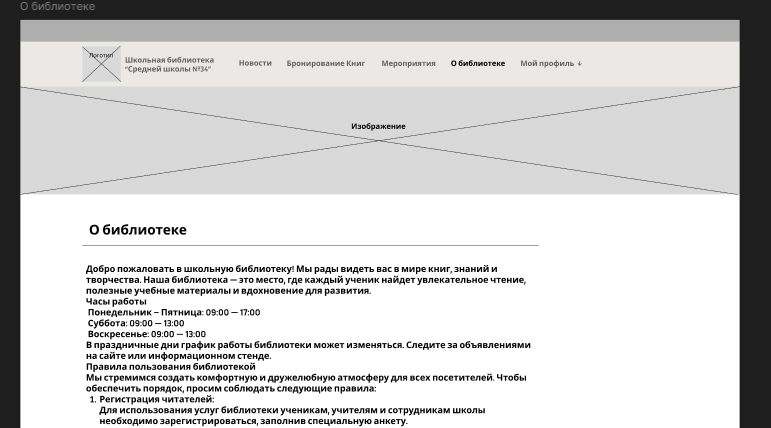 О библиотеке
Логотип
Школьная библиотека
"Средней школы №34"
Новости
Бронирование Книг
Мероприятия
О библиотеке
Мой профиль ↓
Изображение
О библиотеке
Добро пожаловать в школьную библиотеку! Мы рады видеть вас в мире книг, знаний и
творчества. Наша библиотека — это место, где каждый ученик найдет увлекательное чтение,
полезные учебные материалы и вдохновение для развития.
Часы работы
Понедельник – Пятница: 09:00 — 17:00
Суббота: 09:00 — 13:00
Воскресенье: 09:00 — 13:00
В праздничные дни график работы библиотеки может изменяться. Следите за объявлениями
на сайте или информационном стенде.
Правила пользования библиотекой
Мы стремимся создать комфортную и дружелюбную атмосферу для всех посетителей. Чтобы
обеспечить порядок, просим соблюдать следующие правила:
1. Регистрация читателей:
Для использования услуг библиотеки ученикам, учителям и сотрудникам школы
необходимо зарегистрироваться, заполнив специальную анкету.